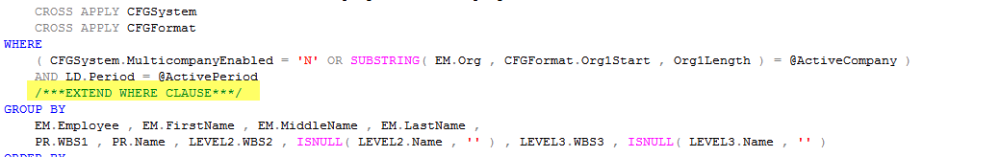 CROSS APPLY CFGSystem
CROSS APPLY CFGFormat
WHERE
( CFGSystem.MulticompanyEnabled = 'N' OR SUBSTRING( EM.Org , CFGFormat.Org1Start , Org1Length ) = @ActiveCompany )
AND LD.Period = @ActivePeriod
/***EXTEND WHERE CLAUSE***/
GROUP BY
EM.Employee , EM.FirstName , EM.MiddleName , EM.LastName ,
PR.WBS1 , PR.Name , LEVEL2.WBS2 , ISNULL( LEVEL2.Name , '' ) , LEVEL3.WBS3 , ISNULL( LEVEL3.Name , '' )
ORDER BY